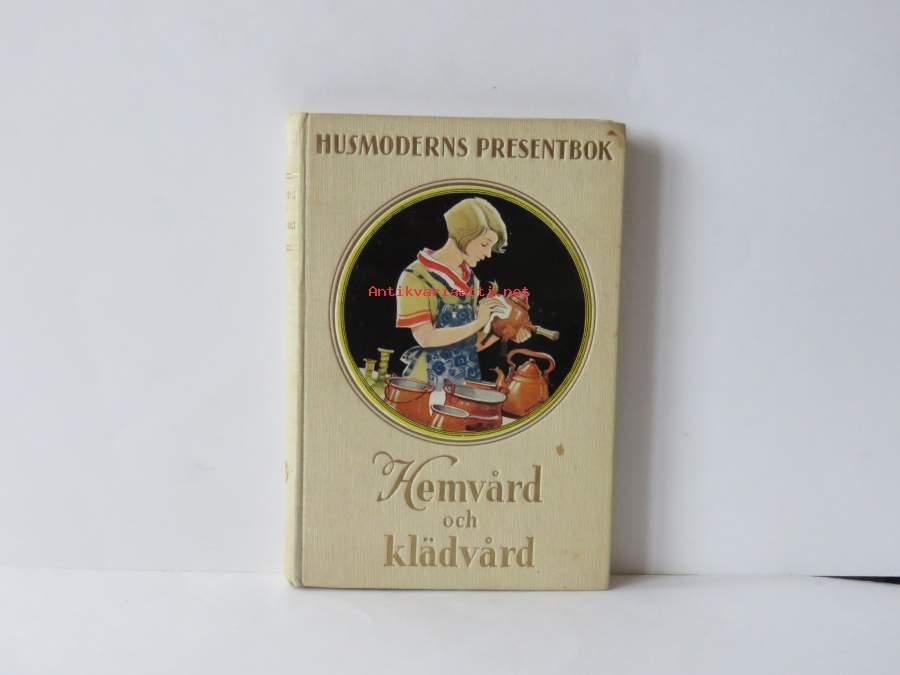 HUSMODERNS PRESENTBOK
Antikvariaatti.net
Hemvård
och
klädvård